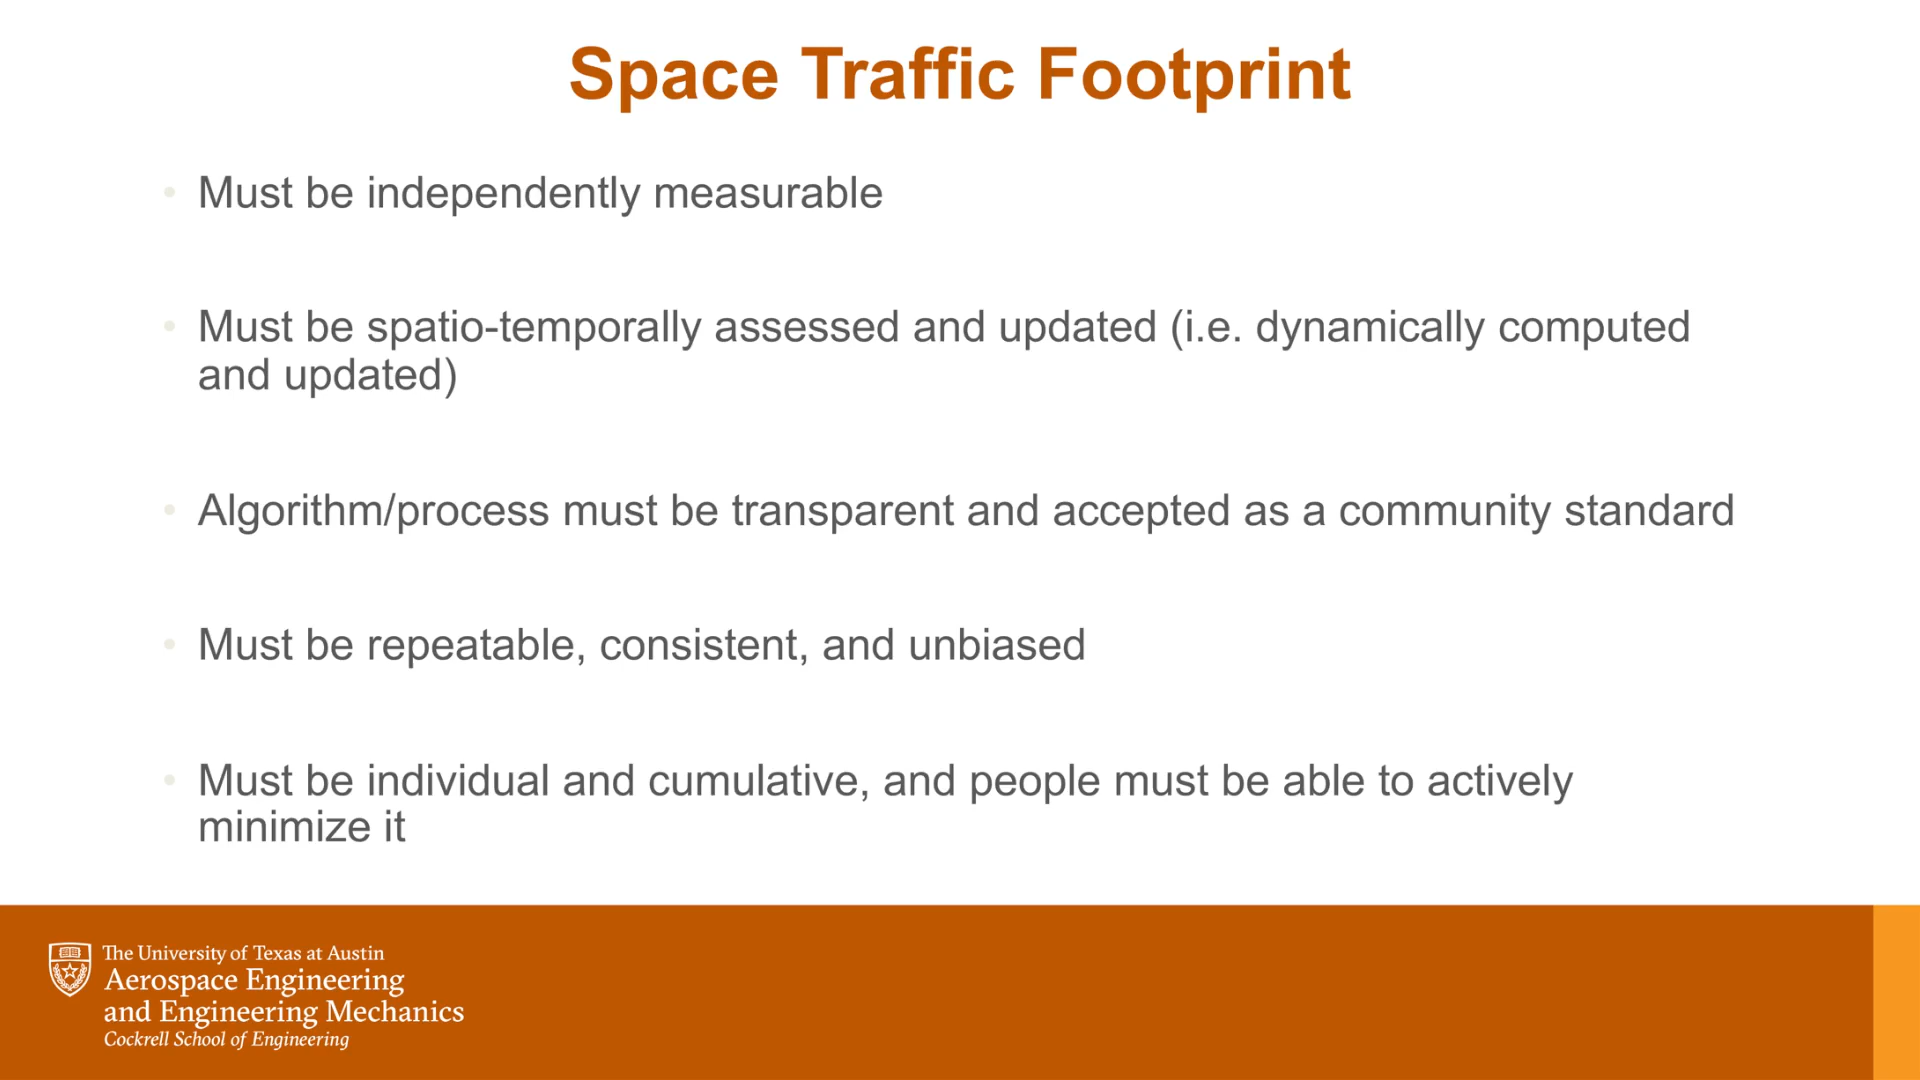 Space Traffic Footprint
• Must be independently measurable
• Must be spatio-temporally assessed and updated (i.e. dynamically computed
and updated)
• Algorithm/process must be transparent and accepted as a community standard
• Must be repeatable, consistent, and unbiased
• Must be individual and cumulative, and people must be able to actively
minimize it
The University of Texas at Austin
Aerospace Engineering
and Engineering Mechanics
Cockrell School of Engineering